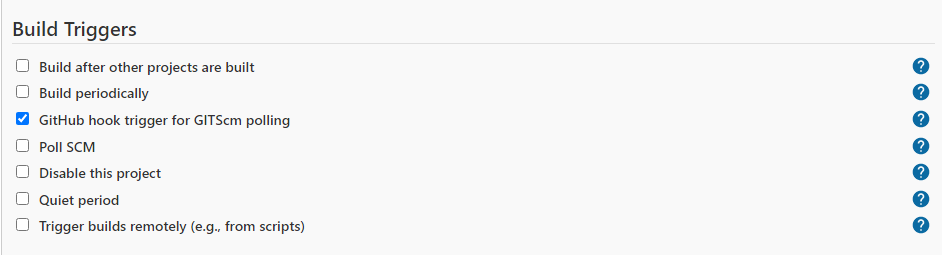 Build Triggers
Build after other projects are built ?
Build periodically ?
GitHub hook trigger for GITScm polling ?
Poll SCM ?
Disable this project ?
Quiet period ?
Trigger builds remotely (e.g., from scripts) ?